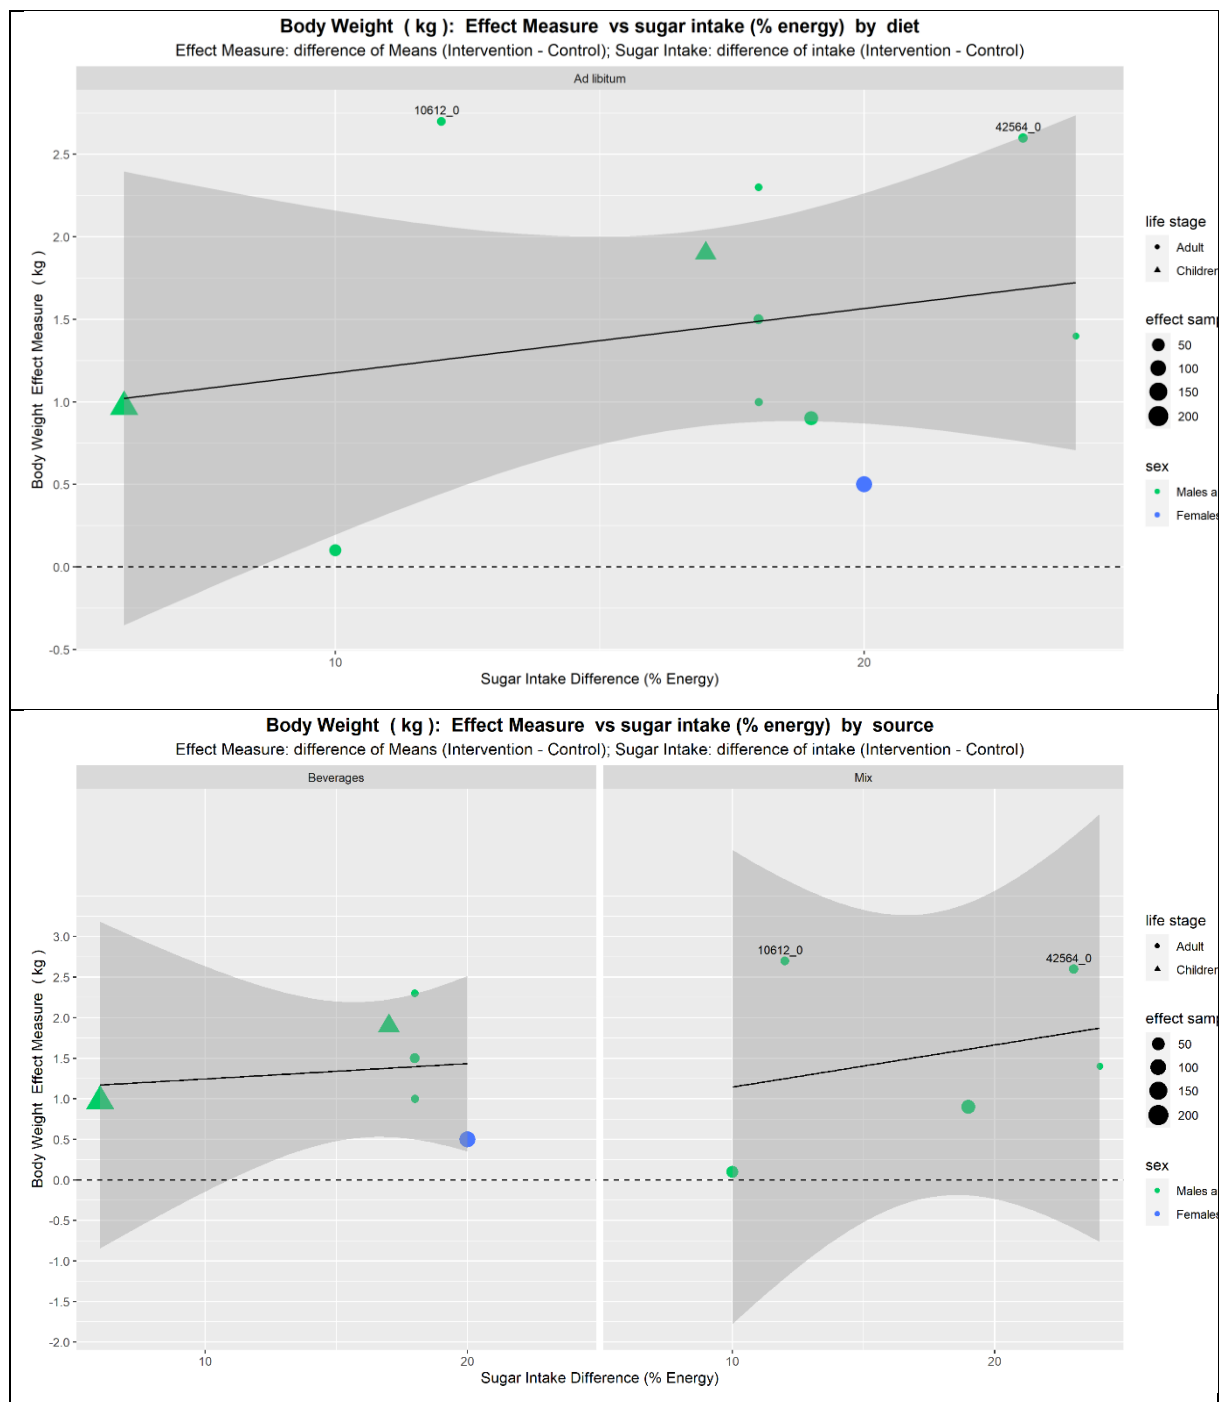 Body Weight ( kg ): Effect Measure vs sugar intake (% energy) by diet
Effect Measure: difference of Means (Intervention - Control); Sugar Intake: difference of intake (Intervention - Control)
Ad libitum
10612_0
42564_0
2.5
2.0
1.5
1.0
0.5
0.0
-0.5
Body Weight Effect Measure ( kg )
10
20
Sugar Intake Difference (% Energy)
life stage
Adult
Children
effect samp
50
100
150
200
sex
Males a
Females
Body Weight ( kg ): Effect Measure vs sugar intake (% energy) by source
Effect Measure: difference of Means (Intervention - Control); Sugar Intake: difference of intake (Intervention - Control)
Beverages
Mix
10612_0
42564_0
3.0
2.5
2.0
1.5
1.0
0.5
0.0
-0.5
-1.0
-1.5
-2.0
Body Weight Effect Measure ( kg )
10
20
10
20
Sugar Intake Difference (% Energy)
life stage
Adult
Children
effect samp
50
100
150
200
sex
Males a
Females